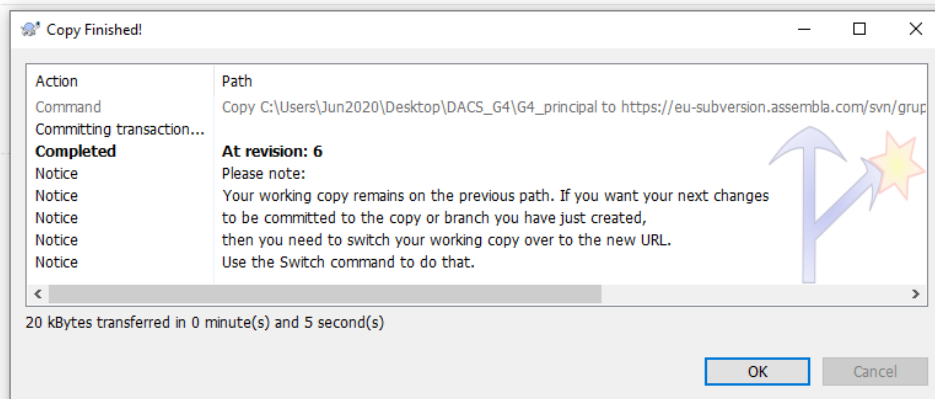 Copy Finished!
Action Path
Command Copy C:\Users\Jun2020\Desktop\DACS_G4\G4_principal to https://eu-subversion.assembla.com/svn/grup
Committing transaction...
Completed At revision: 6
Notice Please note:
Notice Your working copy remains on the previous path. If you want your next changes
Notice to be committed to the copy or branch you have just created,
Notice then you need to switch your working copy over to the new URL.
Notice Use the Switch command to do that.
20 kBytes transferred in 0 minute(s) and 5 second(s)
OK Cancel